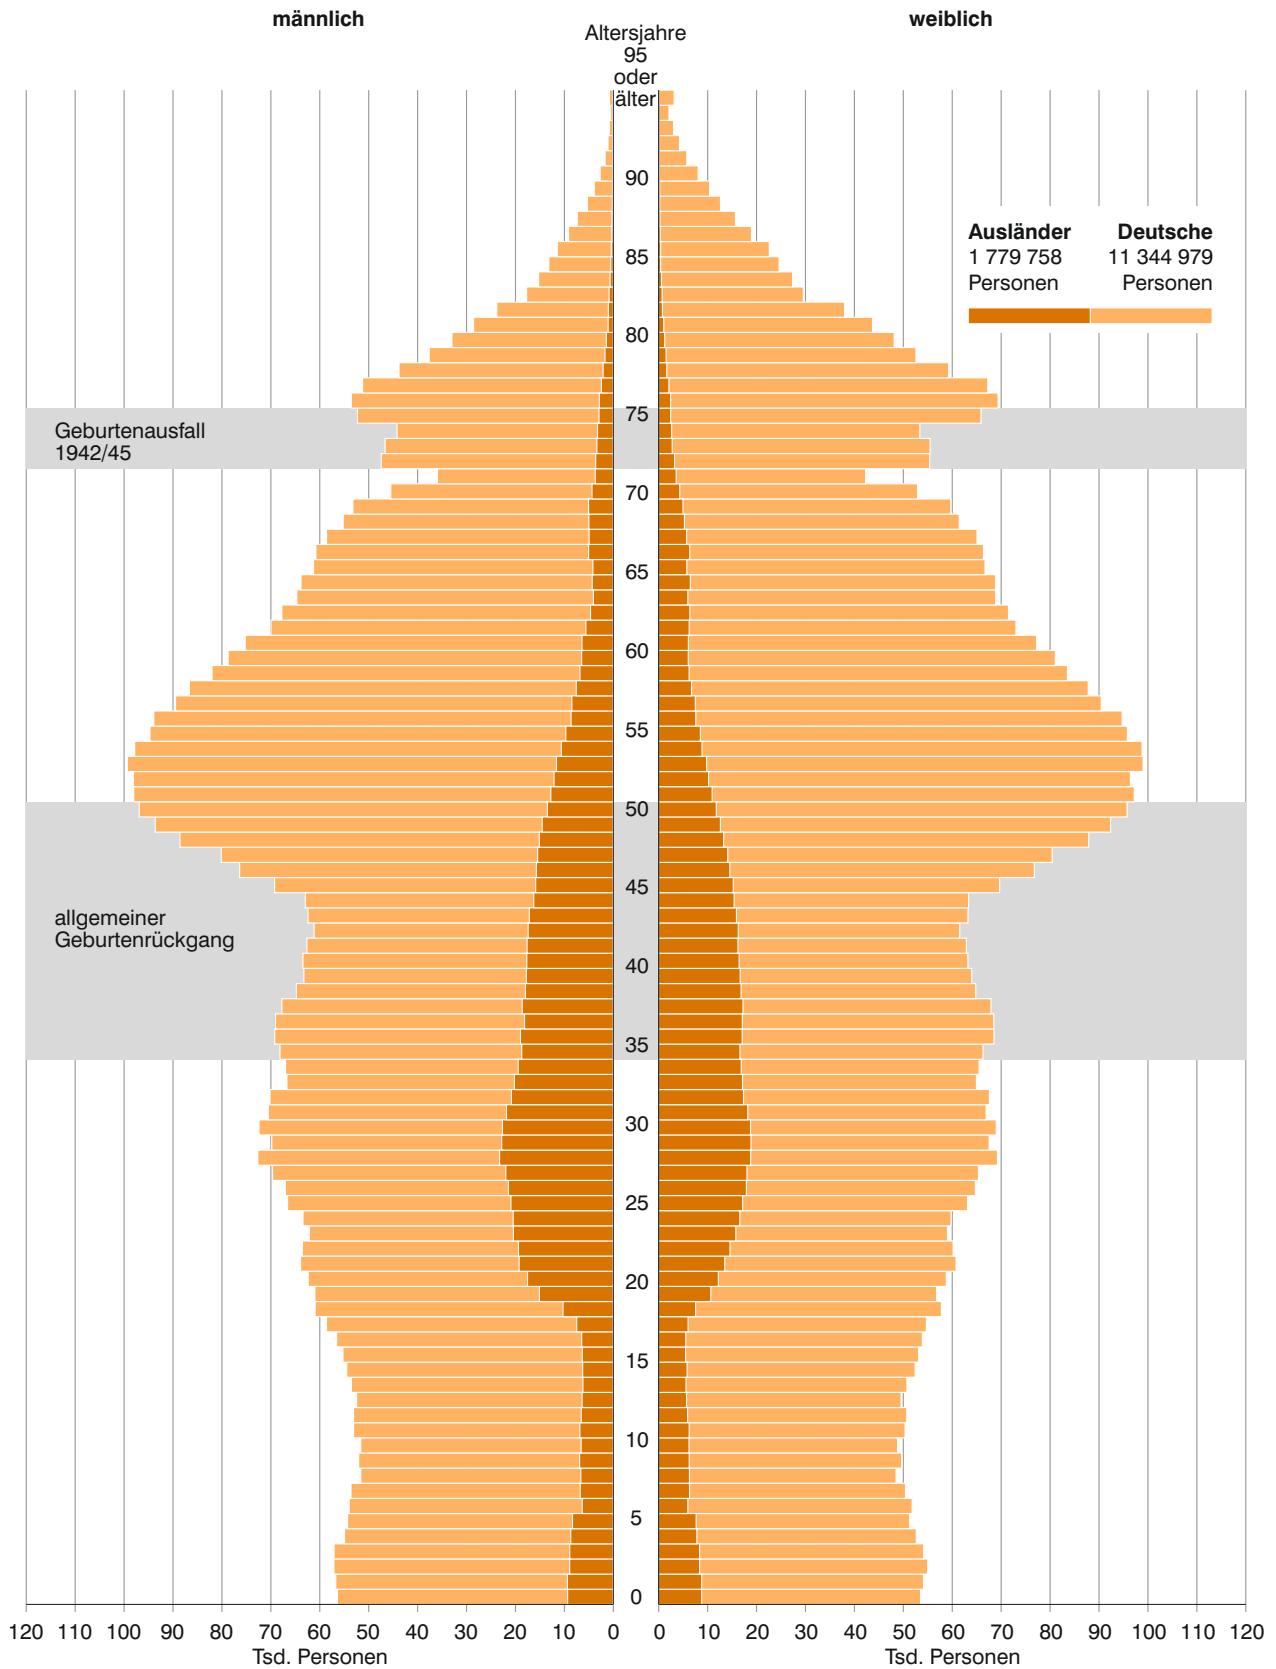 männlich
weiblich
Altersjahre
95
oder
älter
90
Ausländer Deutsche
1 779 758 11 344 979
Personen Personen
85
80
75
Geburtenausfall
1942/45
70
65
60
55
50
45
allgemeiner
Geburtenrückgang
40
35
30
25
20
15
10
5
0
120 110 100 90 80 70 60 50 40 30 20 10 0 0 10 20 30 40 50 60 70 80 90 100 110 120
Tsd. Personen Tsd. Personen